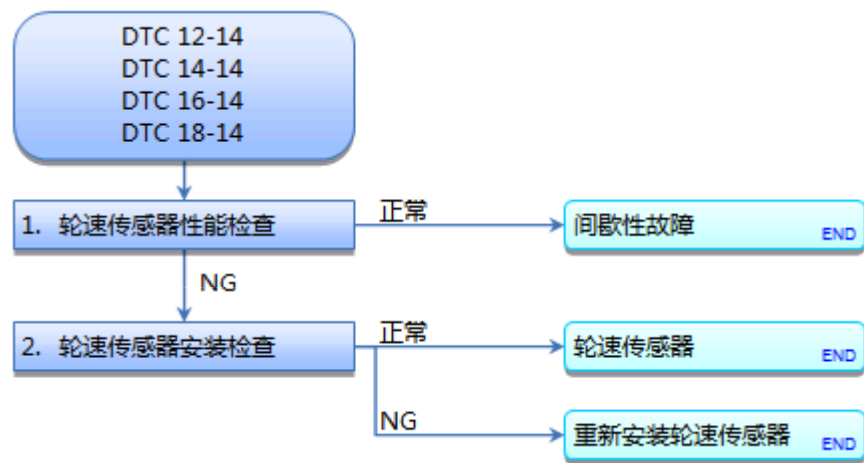 DTC 12-14
DTC 14-14
DTC 16-14
DTC 18-14
1. 轮速传感器性能检查
正常
间歇性故障
END
NG
2. 轮速传感器安装检查
正常
轮速传感器
END
NG
重新安装轮速传感器
END